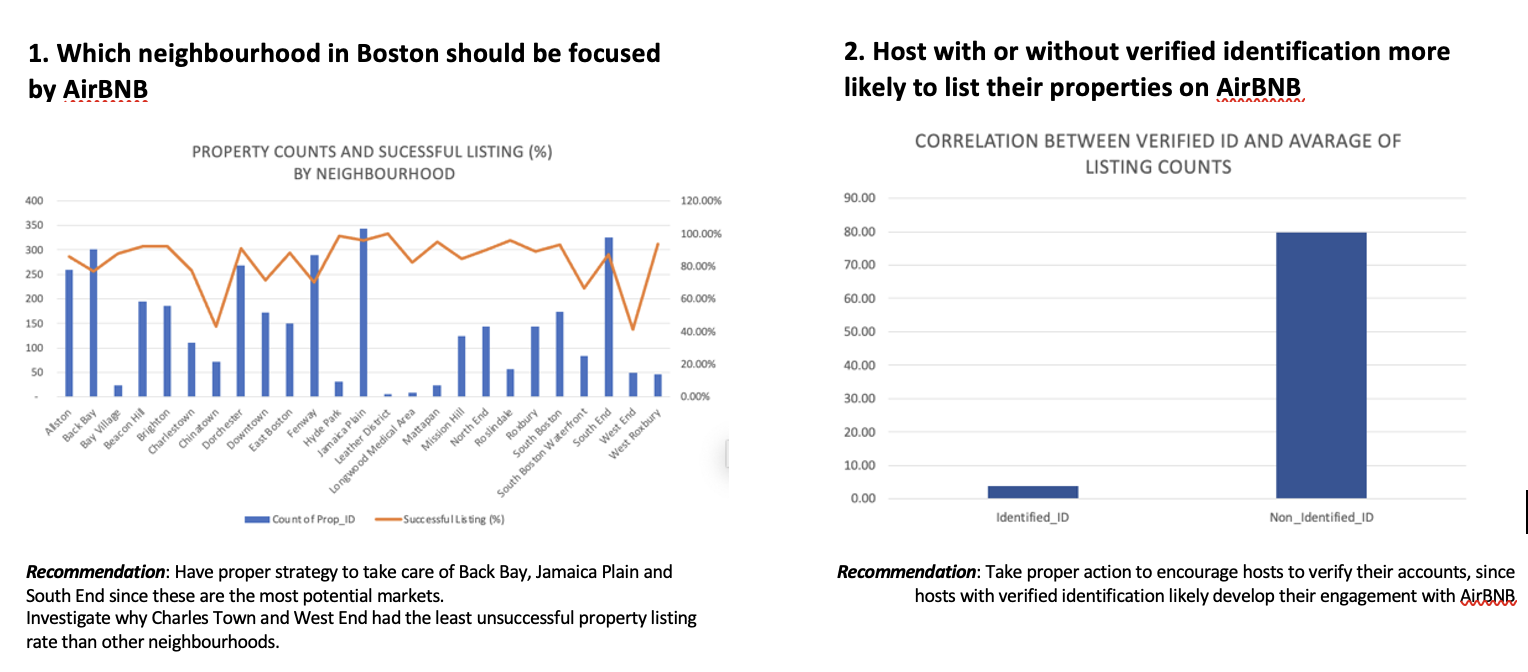 1. Which neighbourhood in Boston should be focused
by AirBNB
PROPERTY COUNTS AND SUCESSFUL LISTING (%)
BY NEIGHBOURHOOD
400
350
300
250
200
150
100
50
-
120.00%
100.00%
80.00%
60.00%
40.00%
20.00%
0.00%
Allston
Back Bay
Bay Village
Beacon Hill
Brighton
Charlestown
Chinatown
Dorchester
Downtown
East Boston
Fenway
Hyde Park
Jamaica Plain
Leather District
Longwood Medical Area
Mattapan
Mission Hill
North End
Roslindale
Roxbury
South Boston
South Boston Waterfront
South End
West End
West Roxbury
Count of Prop_ID
Successful Listing (%)
Recommendation: Have proper strategy to take care of Back Bay, Jamaica Plain and
South End since these are the most potential markets.
Investigate why Charles Town and West End had the least unsuccessful property listing
rate than other neighbourhoods.
2. Host with or without verified identification more
likely to list their properties on AirBNB
CORRELATION BETWEEN VERIFIED ID AND AVARAGE OF
LISTING COUNTS
90.00
80.00
70.00
60.00
50.00
40.00
30.00
20.00
10.00
0.00
Identified_ID
Non_Identified_ID
Recommendation: Take proper action to encourage hosts to verify their accounts, since
hosts with verified identification likely develop their engagement with AirBNB